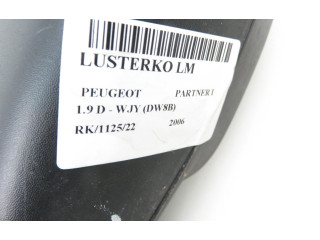 LUSTERKO LM
PEUGEOT PARTNER I
1.9 D - WJY (DW8B)
RK/1125/22 2006